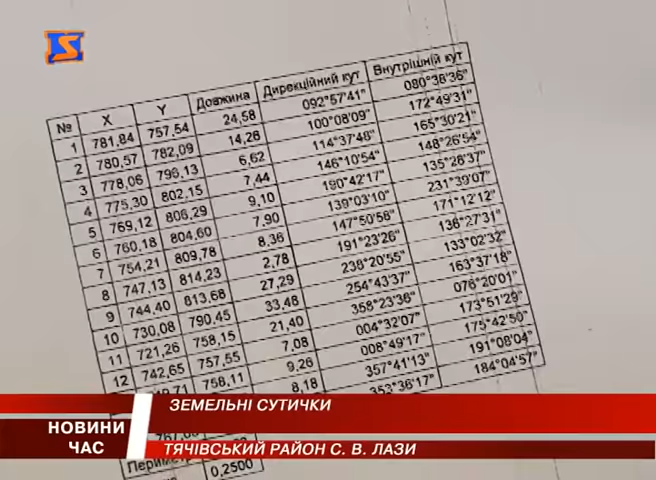 № X Y Довжина Дирекційний кут Внутрішній кут
1 781,84 757,54 24,58 092°57'41" 080°38'36"
2 780,57 782,09 14,28 100°08'09" 172°49'31"
3 778,06 796,13 6,62 114°37'48" 165°30'21"
4 775,30 802,15 7,44 146°10'54" 148°26'54"
5 769,12 806,29 9,10 190°42'17" 135°28'37"
6 760,18 804,60 7,90 139°03'10" 231°39'07"
7 754,21 809,78 8,36 147°50'56" 171°12'12"
8 747,13 814,23 2,78 191°23'26" 136°27'31"
9 744,40 813,68 27,29 238°20'55" 133°02'32"
10 730,08 790,45 33,48 254°43'37" 163°37'18"
11 721,26 758,15 21,40 358°23'36" 076°20'01"
12 742,65 757,55 7,08 004°32'07" 173°51'29"
758,11 9,26 008°49'17" 175°42'50"
8,18 357°41'13" 191°08'04"
353°36'17" 184°04'57"
0,2500
НОВИНИ
ЧАС
ЗЕМЕЛЬНІ СУТИЧКИ
ТЯЧІВСЬКИЙ РАЙОН С. В. ЛАЗИ